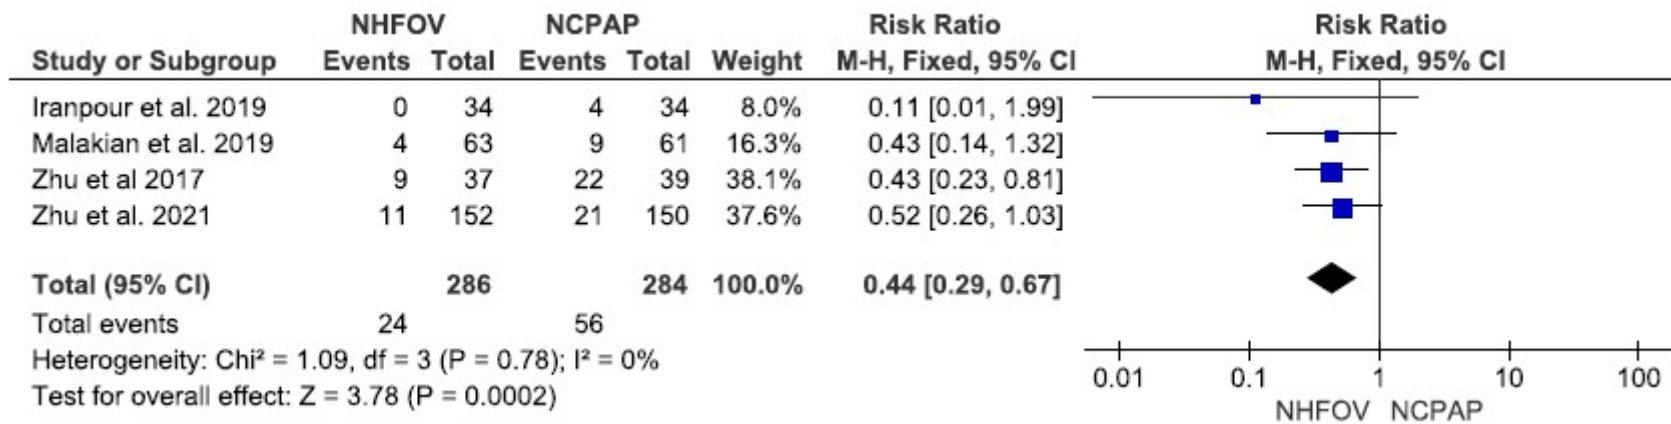 NHFOV NCPAP Risk Ratio Risk Ratio
Study or Subgroup Events Total Events Total Weight M-H, Fixed, 95% CI M-H, Fixed, 95% CI
Iranpour et al. 2019 0 34 4 34 8.0% 0.11 [0.01, 1.99]
Malakian et al. 2019 4 63 9 61 16.3% 0.43 [0.14, 1.32]
Zhu et al 2017 9 37 22 39 38.1% 0.43 [0.23, 0.81]
Zhu et al. 2021 11 152 21 150 37.6% 0.52 [0.26, 1.03]
Total (95% CI) 286 284 100.0% 0.44 [0.29, 0.67]
Total events 24 56
Heterogeneity: Chi² = 1.09, df = 3 (P = 0.78); I² = 0%
Test for overall effect: Z = 3.78 (P = 0.0002)
0.01 0.1 1 10 100
NHFOV NCPAP